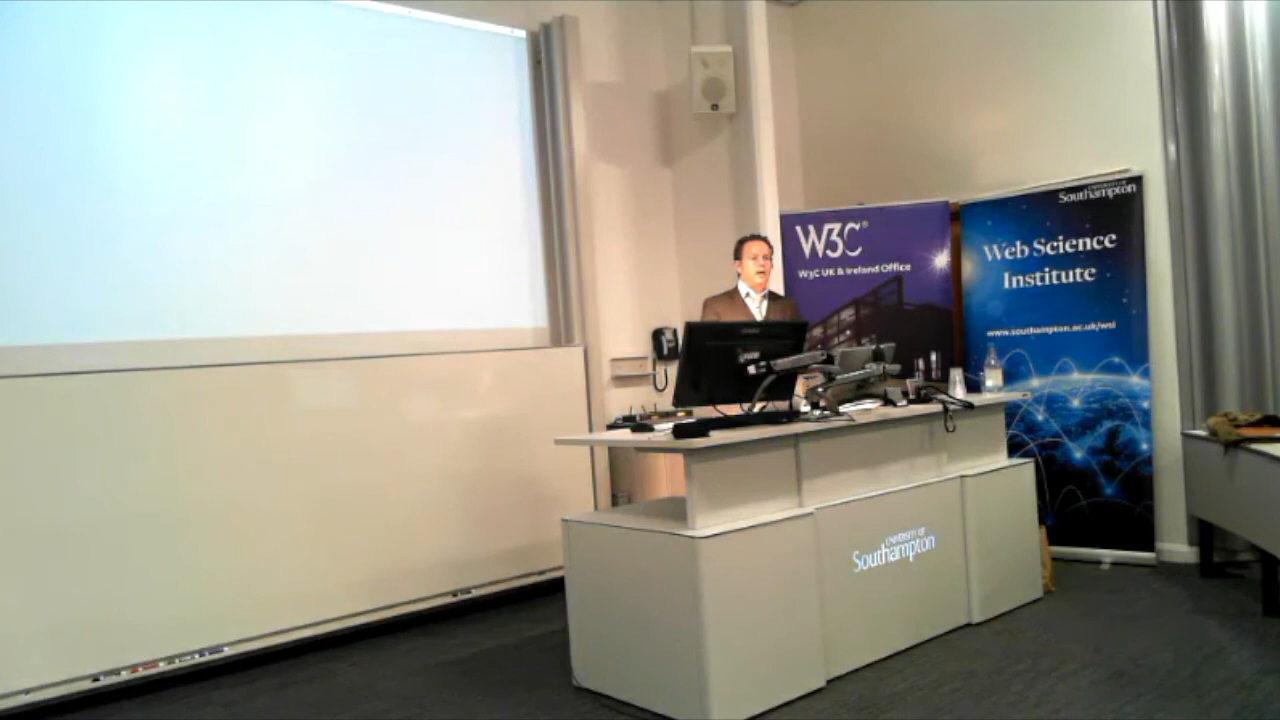 W3C®
W3C UK & Ireland Office
UNIVERSITY OF
Southampton
Web Science
Institute
www.southampton.ac.uk/wsi
UNIVERSITY OF
Southampton